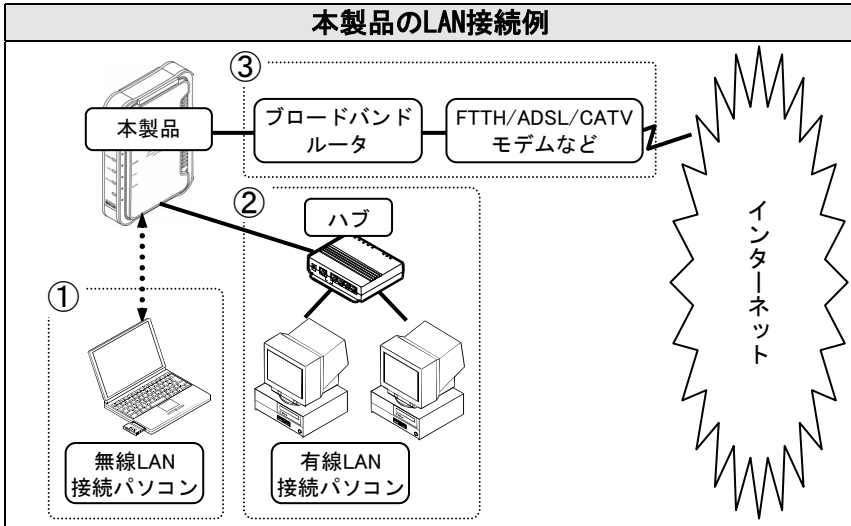 本製品のLAN接続例
③
本製品
ブロードバンド
ルータ
FTTH/ADSL/CATV
モデムなど
②
ハブ
インターネット
①
無線LAN
接続パソコン
有線LAN
接続パソコン